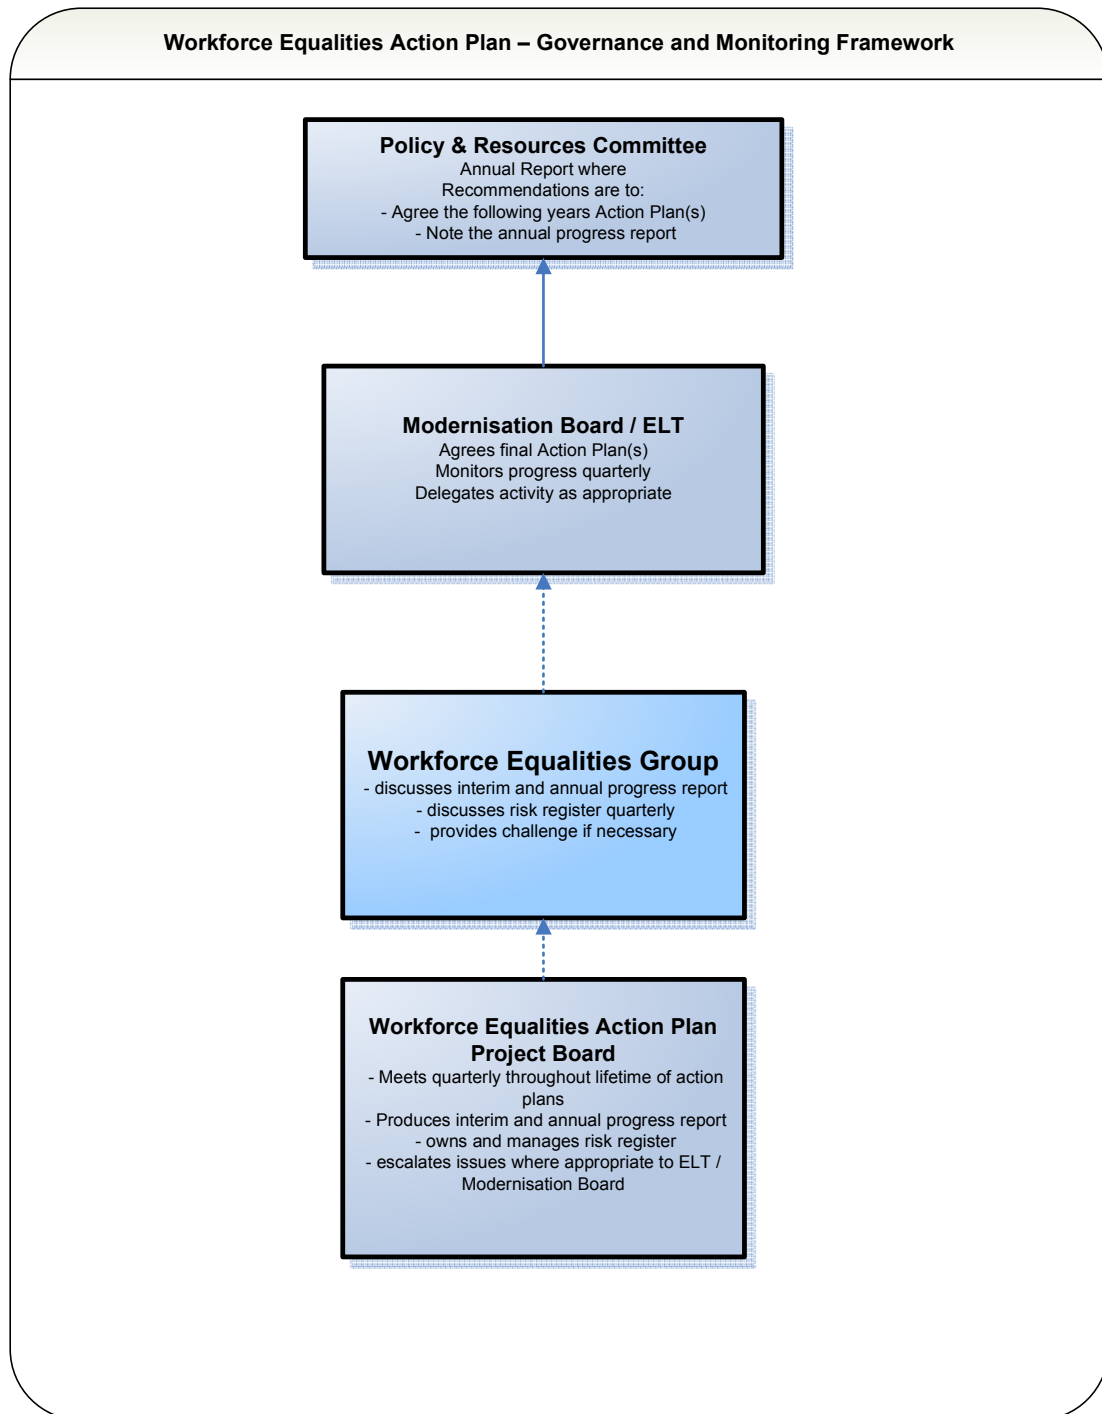 Workforce Equalities Action Plan – Governance and Monitoring Framework
Policy & Resources Committee
Annual Report where
Recommendations are to:
- Agree the following years Action Plan(s)
- Note the annual progress report
Modernisation Board / ELT
Agrees final Action Plan(s)
Monitors progress quarterly
Delegates activity as appropriate
Workforce Equalities Group
- discusses interim and annual progress report
- discusses risk register quarterly
- provides challenge if necessary
Workforce Equalities Action Plan
Project Board
- Meets quarterly throughout lifetime of action
plans
- Produces interim and annual progress report
- owns and manages risk register
- escalates issues where appropriate to ELT /
Modernisation Board